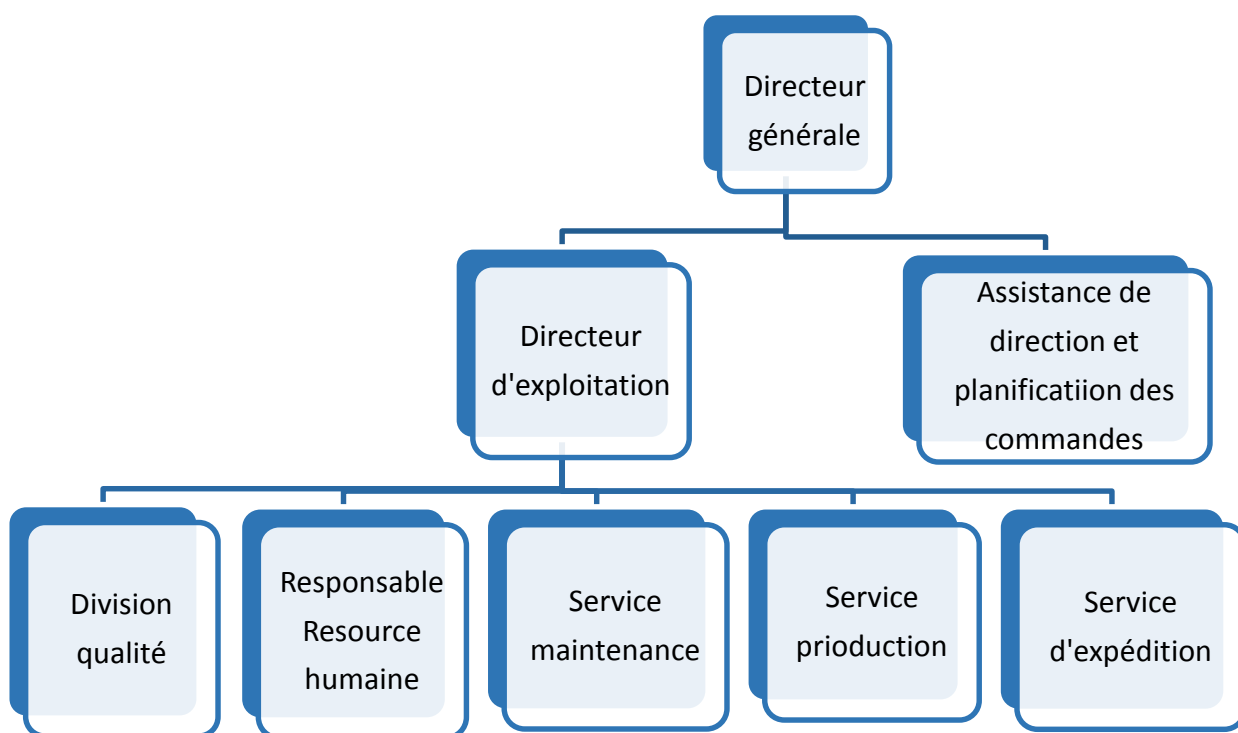 Directeur
générale
Directeur
d'exploitation
Assistance de
direction et
planificatiion des
commandes
Division
qualité
Responsable
Resource
humaine
Service
maintenance
Service
prioduction
Service
d'expédition